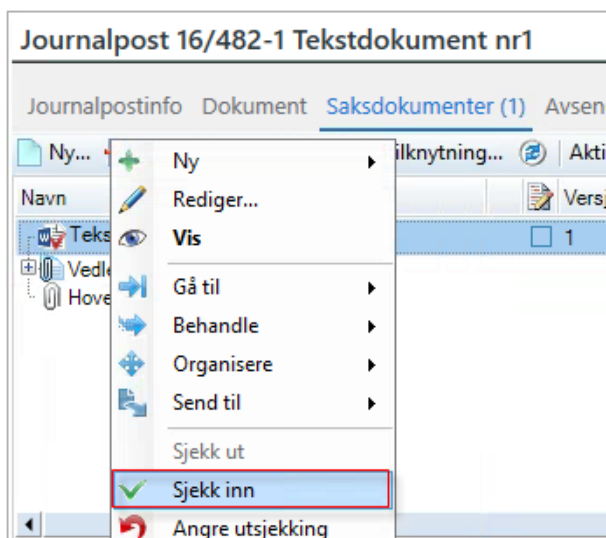 Journalpost 16/482-1 Tekstdokument nr1
Journalpostinfo Dokument Saksdokumenter (1) Avsen
Ny... ilknytning... Akti
Navn Versj
Teks 1
Vedle
Hove
Ny
Rediger...
Vis
Gå til
Behandle
Organisere
Send til
Sjekk ut
Sjekk inn
Angre utsjekking